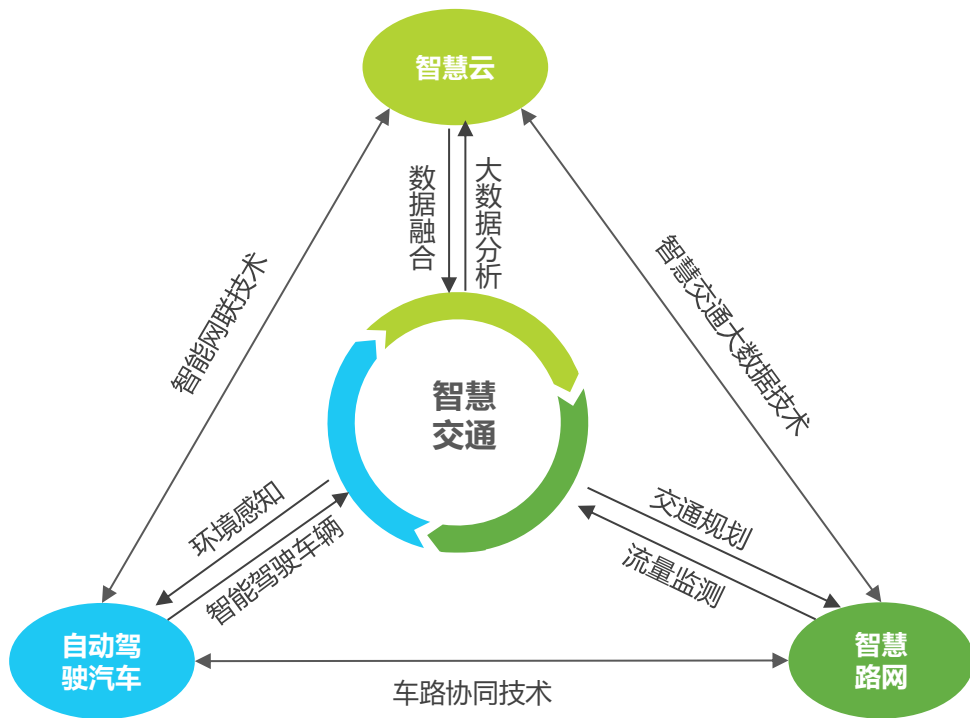 智慧云
数据融合
大数据分析
智能网联技术
智慧交通大数据技术
智慧
交通
环境感知
智能驾驶车辆
交通规划
流量监测
自动驾
驶汽车
智慧
路网
车路协同技术